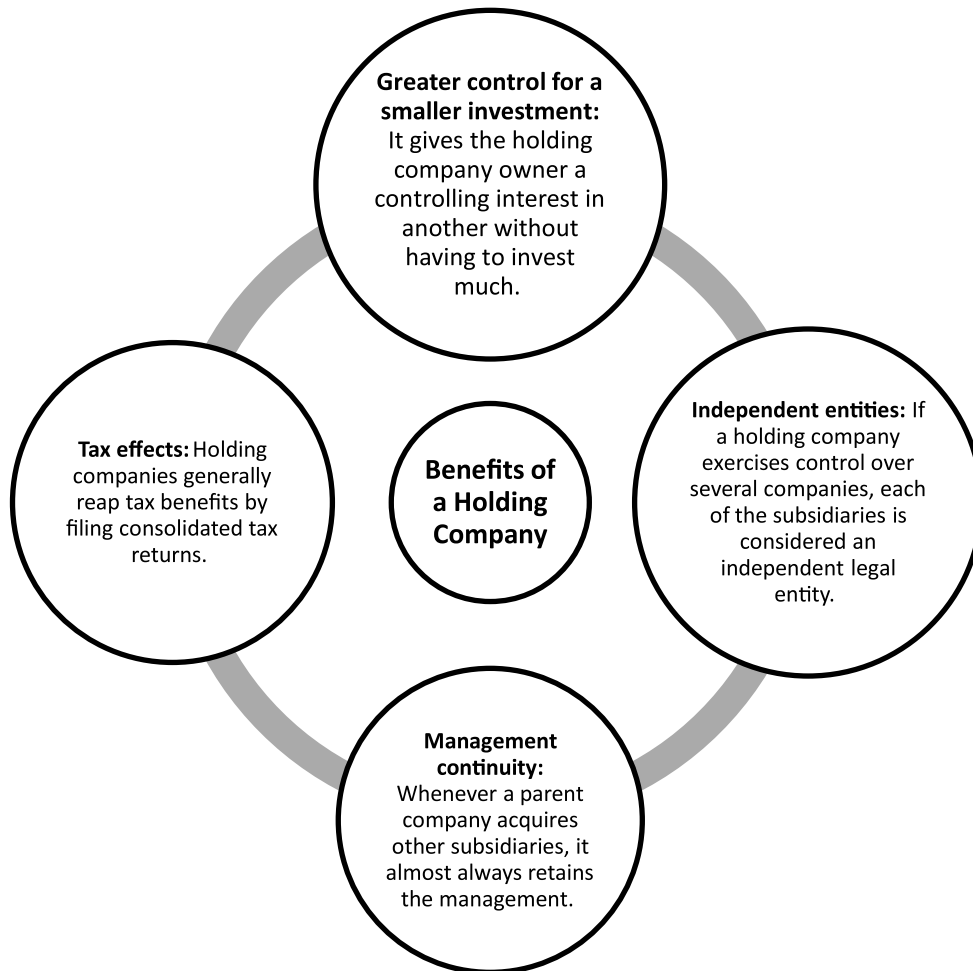 Greater control for a
smaller investment:
It gives the holding
company owner a
controlling interest in
another without
having to invest
much.
Independent entities: If
a holding company
exercises control over
several companies, each
of the subsidiaries is
considered an
independent legal
entity.
Management
continuity:
Whenever a parent
company acquires
other subsidiaries, it
almost always retains
the management.
Tax effects: Holding
companies generally
reap tax benefits by
filing consolidated tax
returns.
Benefits of
a Holding
Company